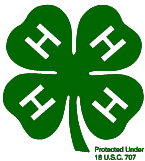 H H
H H
Protected Under
18 U.S.C. 707